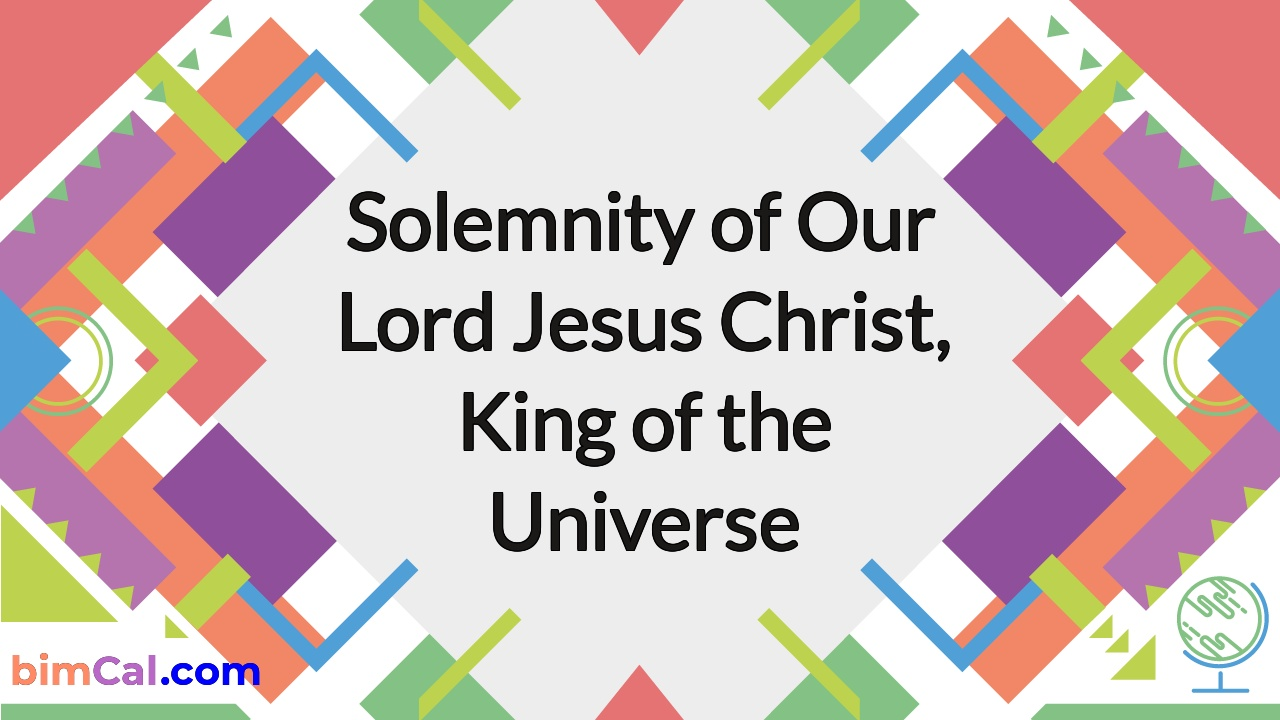 Solemnity of Our
Lord Jesus Christ,
King of the
Universe
bimCal.com